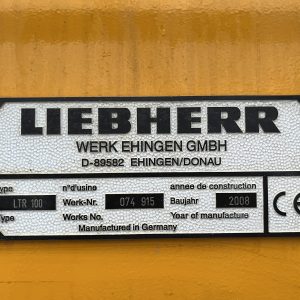 LIEBHERR
WERK EHINGEN GMBH
D-89582 EHINGEN/DONAU
Type n°d'usine année de construction
LTR 100 Werk-Nr. 074 915 Baujahr 2008
Type Works No. Year of manufacture
Manufactured in Germany
CE